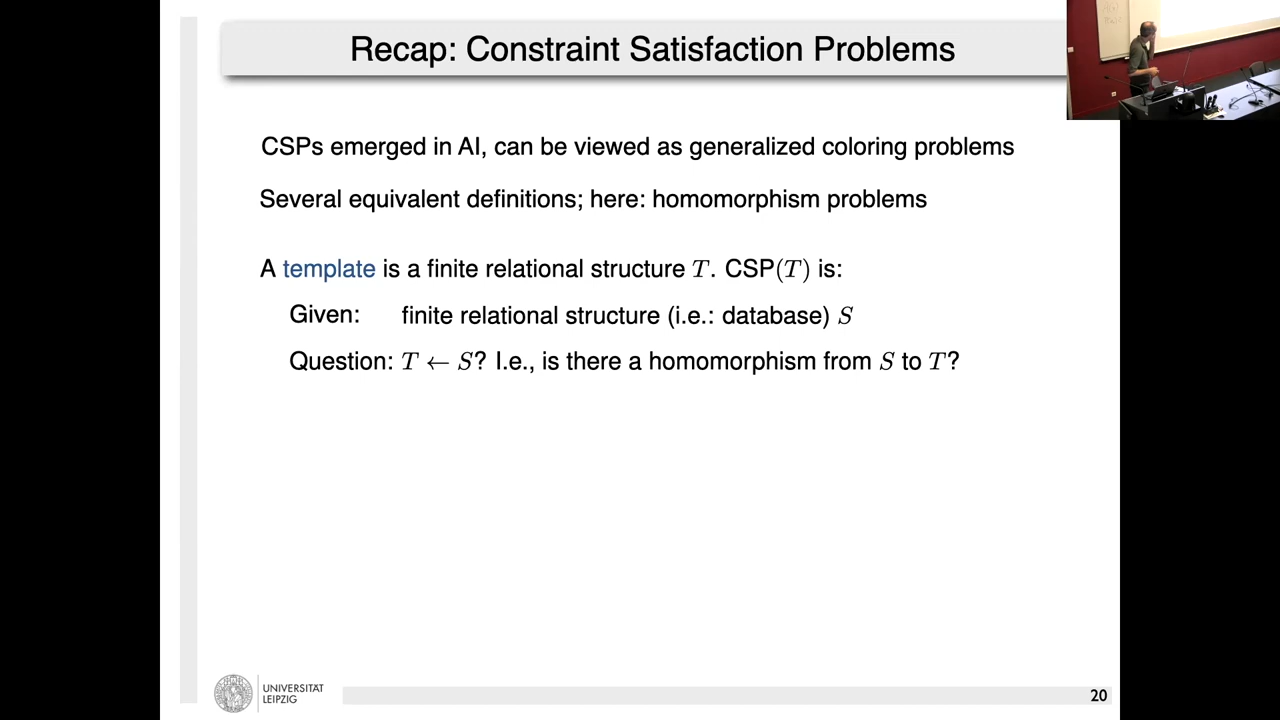 Recap: Constraint Satisfaction Problems
CSPs emerged in AI, can be viewed as generalized coloring problems
Several equivalent definitions; here: homomorphism problems
A template is a finite relational structure T. CSP(T) is:
Given: finite relational structure (i.e.: database) S
Question: T ← S? I.e., is there a homomorphism from S to T?
UNIVERSITÄT
LEIPZIG
20